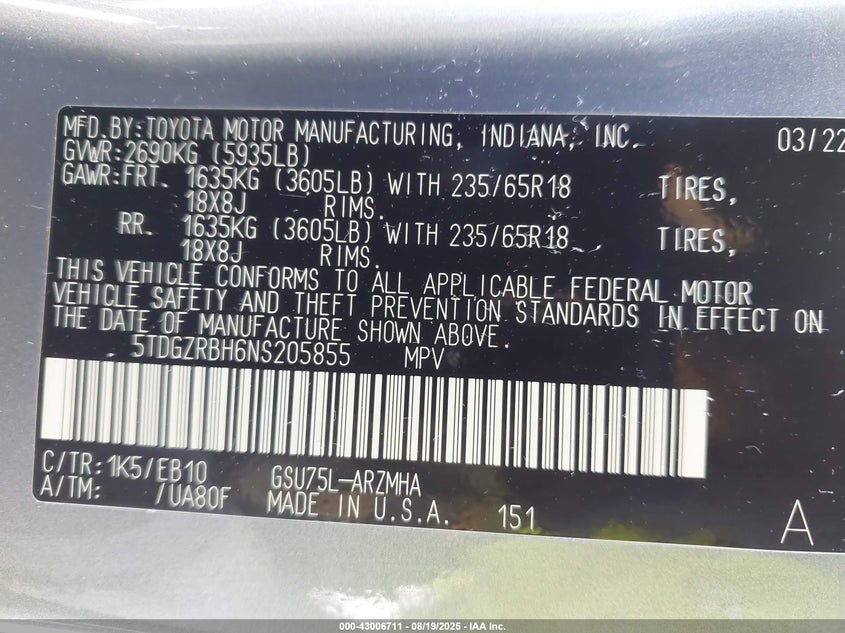 MFD.BY:TOYOTA MOTOR MANUFACTURING, INDIANA, INC. 03/22
GVWR:2690KG (5935LB)
GAWR:FRT. 1635KG (3605LB) WITH 235/65R18 TIRES,
18X8J RIMS.
RR. 1635KG (3605LB) WITH 235/65R18 TIRES,
18X8J RIMS.
THIS VEHICLE CONFORMS TO ALL APPLICABLE FEDERAL MOTOR
VEHICLE SAFETY AND THEFT PREVENTION STANDARDS IN EFFECT ON
THE DATE OF MANUFACTURE SHOWN ABOVE.
5TDGZRBH6NS205855 MPV
C/TR:1K5/EB10 GSU75L-ARZMHA
A/TM: /UA80F MADE IN U.S.A. 151 A
000-43006711 - 08/19/2025 - IAA Inc.